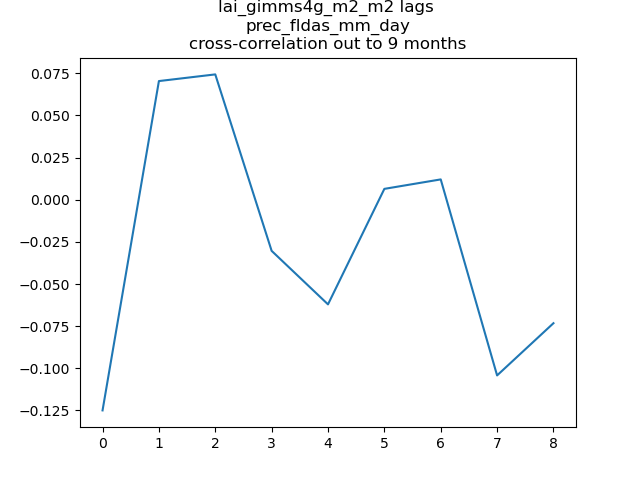 lai_gimms4g_m2_m2 lags
prec_fldas_mm_day
cross-correlation out to 9 months
0.075
0.050
0.025
0.000
−0.025
−0.050
−0.075
−0.100
−0.125
0 1 2 3 4 5 6 7 8